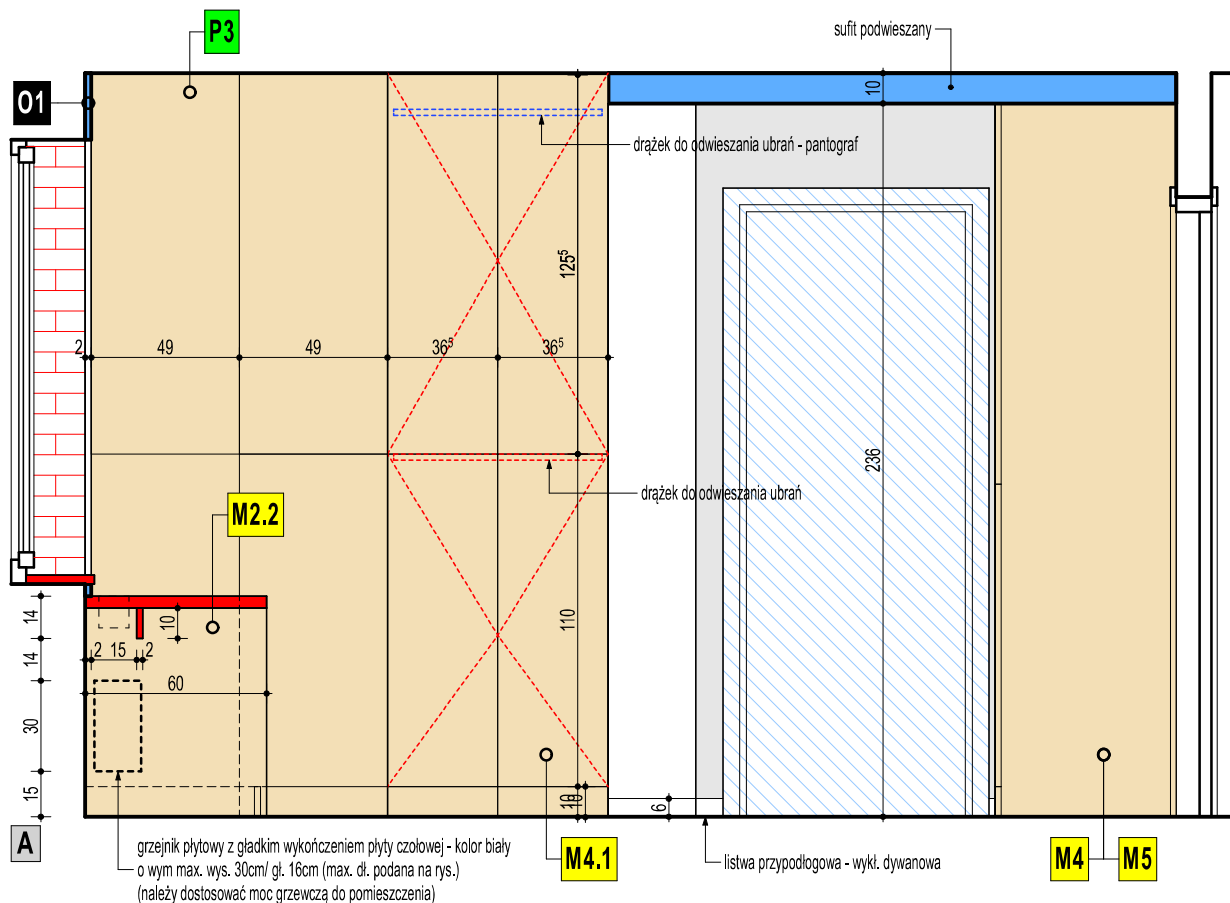 P3
sufit podwieszany
O1
10
drążek do odwieszania ubrań - pantograf
125⁵
2
49
49
36⁵
36⁵
236
drążek do odwieszania ubrań
M2.2
14
10
110
14
2
15
2
60
30
15
10
6
A
grzejnik płytowy z gładkim wykończeniem płyty czołowej - kolor biały
o wym max. wys. 30cm/ gł. 16cm (max. dł. podana na rys.)
(należy dostosować moc grzewczą do pomieszczenia)
M4.1
listwa przypodłogowa - wykł. dywanowa
M4
M5